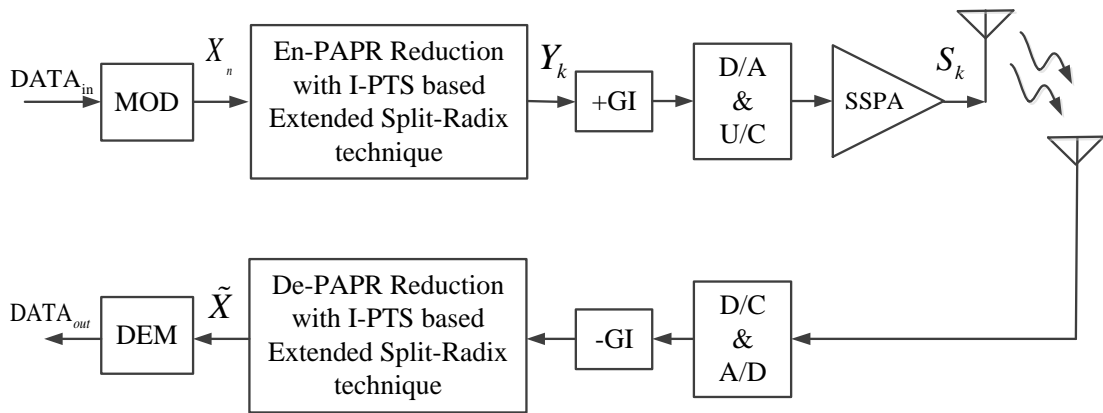 DATA_in
MOD
X_n
En-PAPR Reduction
with I-PTS based
Extended Split-Radix
technique
Y_k
+GI
D/A
&
U/C
SSPA
S_k
DATA_out
DEM
X̃
De-PAPR Reduction
with I-PTS based
Extended Split-Radix
technique
-GI
D/C
&
A/D